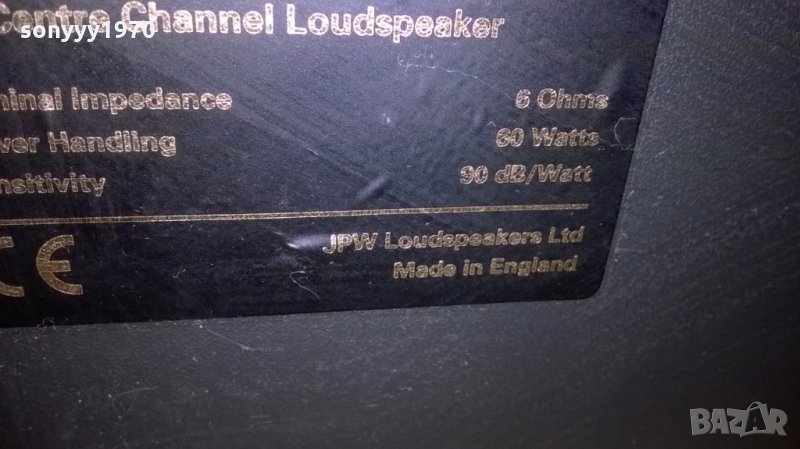 sonyyy1970
Centre Channel Loudspeaker
minal Impedance 6 Ohms
wer Handling 60 Watts
nsitivity 90 dB/Watt
CE
JPW Loudspeakers Ltd
Made in England
BAZAR